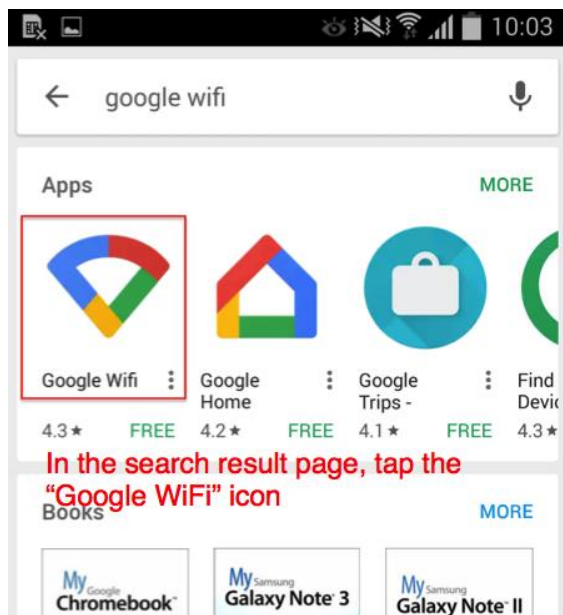 10:03
google wifi
Apps MORE
Google Wifi
Google Home
Google Trips -
Find
Devic
4.3★ FREE 4.2★ FREE 4.1★ FREE 4.3★
In the search result page, tap the
“Google WiFi” icon
Books MORE
My Google Chromebook™
My Samsung Galaxy Note® 3
My Samsung Galaxy Note® II